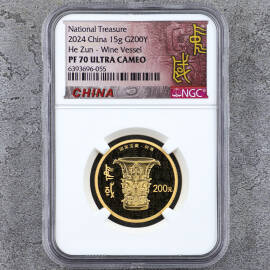 National Treasure
2024 China 15g G200Y
He Zun - Wine Vessel
PF 70 ULTRA CAMEO
6393696-055
CHINA
NGC
200元